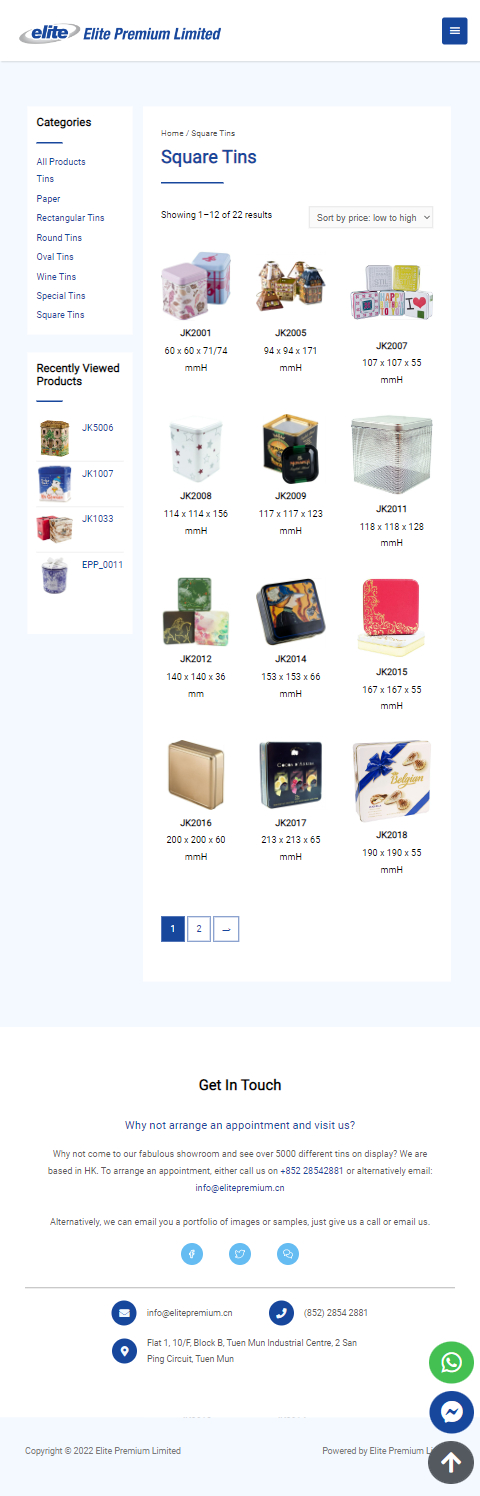 elite Elite Premium Limited
Categories
All Products
Tins
Paper
Rectangular Tins
Round Tins
Oval Tins
Wine Tins
Special Tins
Square Tins
Recently Viewed
Products
JK5006
JK1007
JK1033
EPP_0011
Home / Square Tins
Square Tins
Showing 1–12 of 22 results
Sort by price: low to high
JK2001
60 x 60 x 71/74
mmH
JK2005
94 x 94 x 171
mmH
JK2007
107 x 107 x 55
mmH
JK2008
114 x 114 x 156
mmH
JK2009
117 x 117 x 123
mmH
JK2011
118 x 118 x 128
mmH
JK2012
140 x 140 x 36
mm
JK2014
153 x 153 x 66
mmH
JK2015
167 x 167 x 55
mmH
JK2016
200 x 200 x 60
mmH
JK2017
213 x 213 x 65
mmH
Belgian
JK2018
190 x 190 x 55
mmH
1 2 →
Get In Touch
Why not arrange an appointment and visit us?
Why not come to our fabulous showroom and see over 5000 different tins on display? We are
based in HK. To arrange an appointment, either call us on +852 28542881 or alternatively email:
info@elitepremium.cn
Alternatively, we can email you a portfolio of images or samples, just give us a call or email us.
info@elitepremium.cn
(852) 2854 2881
Flat 1, 10/F, Block B, Tuen Mun Industrial Centre, 2 San
Ping Circuit, Tuen Mun
Copyright © 2022 Elite Premium Limited
Powered by Elite Premium Li